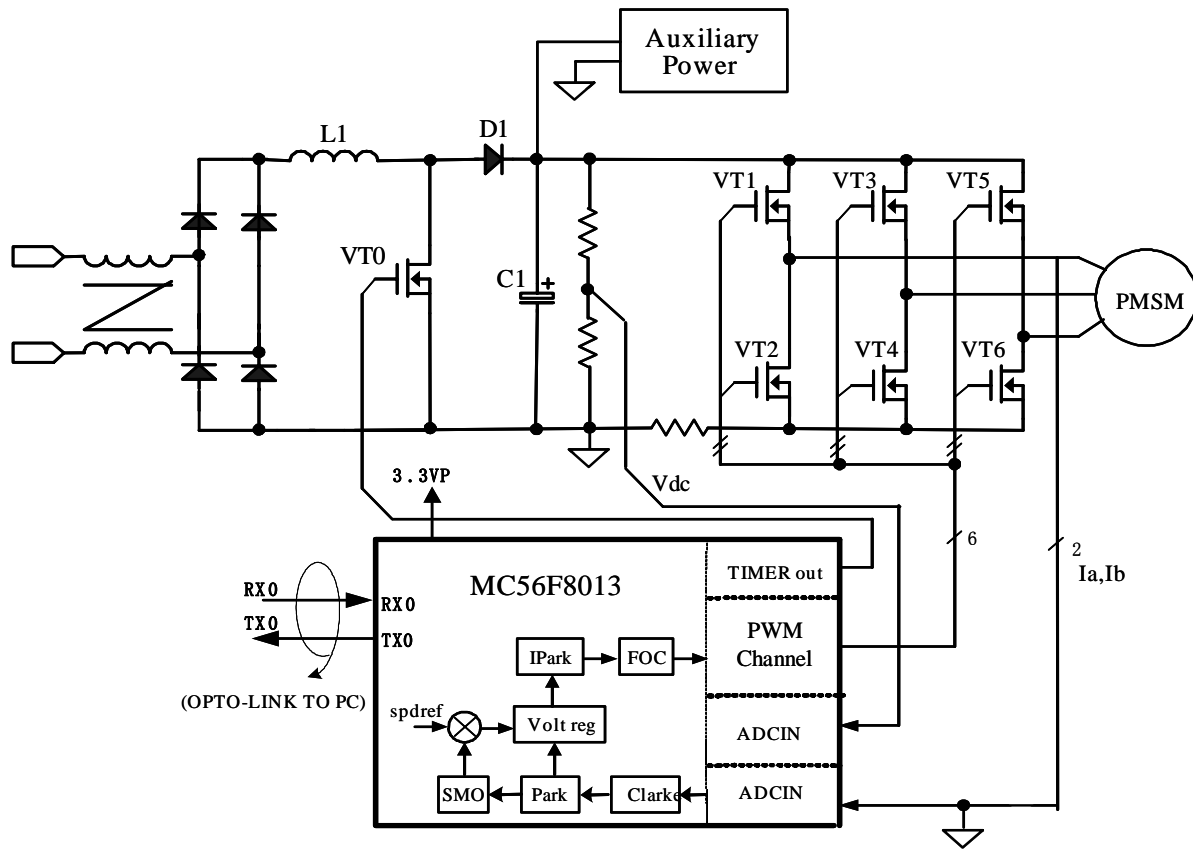 Auxiliary
Power
L1
D1
VT1
VT3
VT5
VT0
C1
+
PMSM
VT2
VT4
VT6
3.3VP
Vdc
6
2
Ia,Ib
MC56F8013
TIMER out
RX0
RX0
TX0
TX0
PWM
Channel
IPark
FOC
(OPTO-LINK TO PC)
spdref
Volt reg
ADCIN
SMO
Park
Clarke
ADCIN